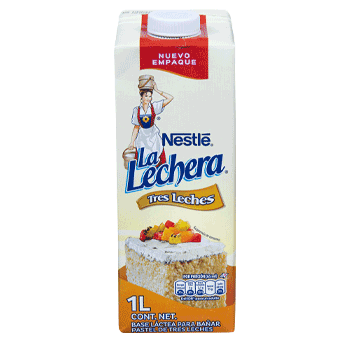 NUEVO
EMPAQUE
Nestlé®
La
Lechera®
Tres Leches
1L
CONT. NET.
BASE LÁCTEA PARA BAÑAR
PASTEL DE TRES LECHES